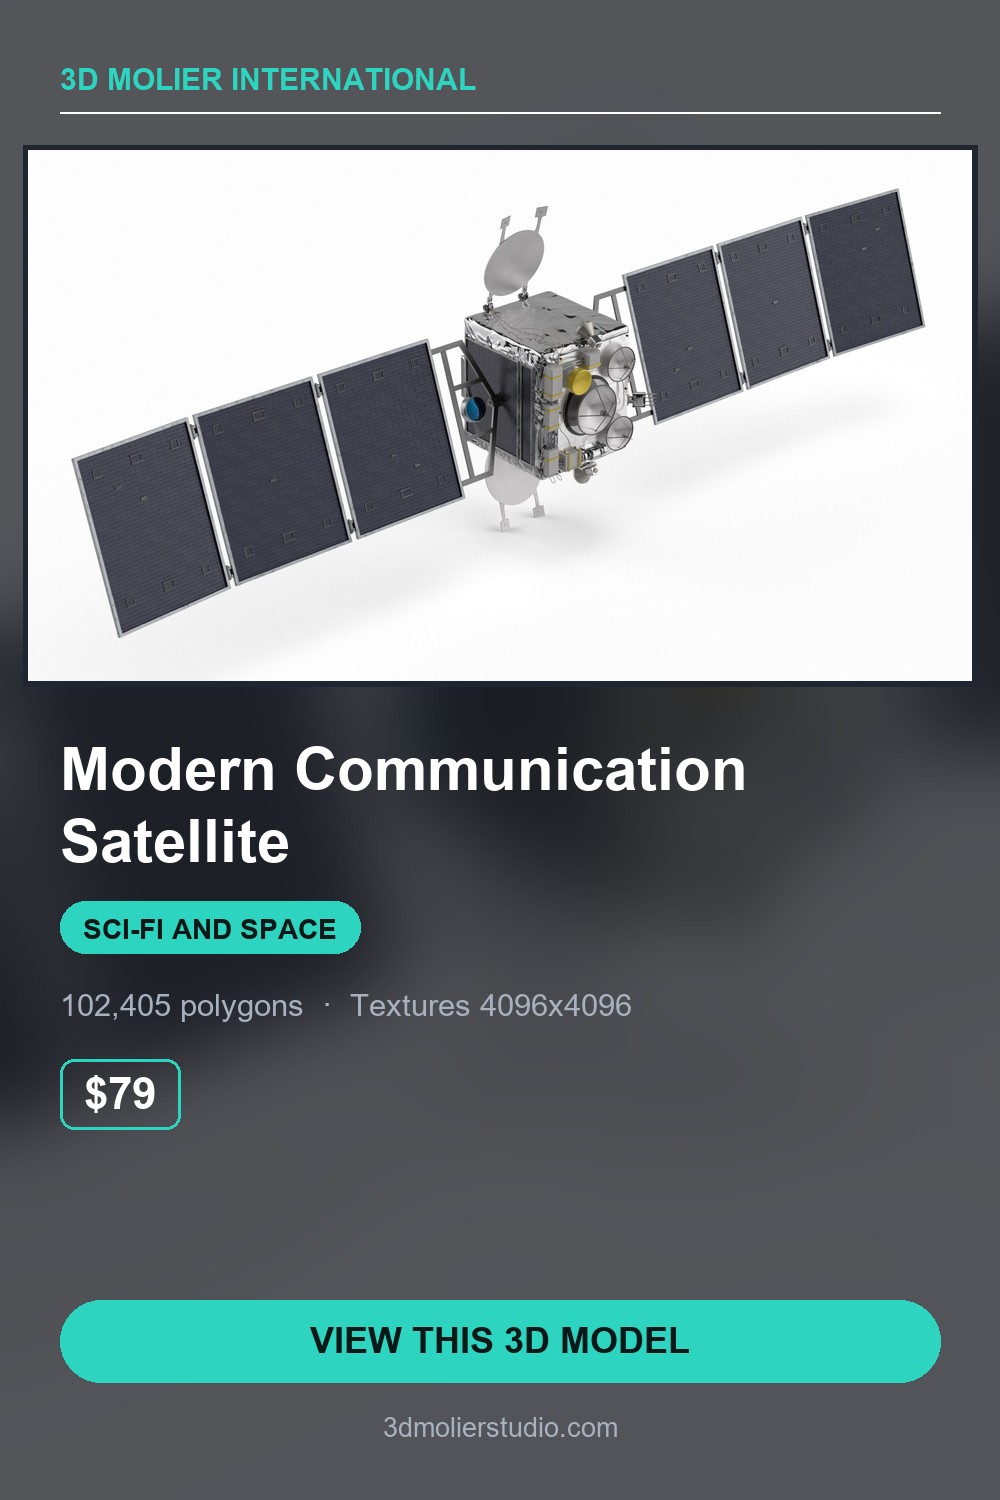 3D MOLIER INTERNATIONAL
Modern Communication
Satellite
SCI-FI AND SPACE
102,405 polygons · Textures 4096x4096
$79
VIEW THIS 3D MODEL
3dmolierstudio.com